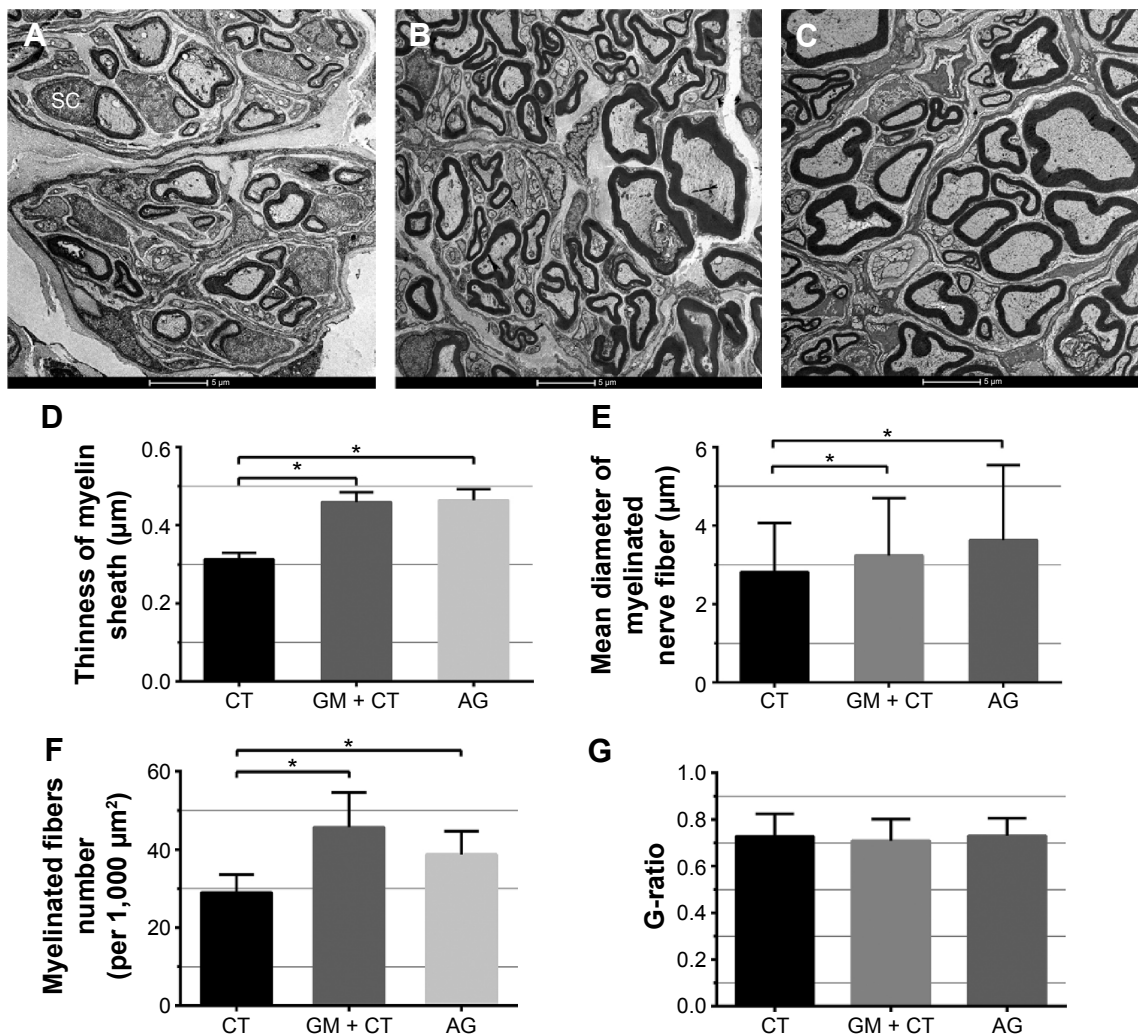 A
SC
5 µm
B
5 µm
C
5 µm
D
Thinness of myelin
sheath (µm)
0.6
0.4
0.2
0.0
*
*
CT
GM + CT
AG
E
Mean diameter of
myelinated
nerve fiber (µm)
6
4
2
0
*
*
CT
GM + CT
AG
F
Myelinated fibers
number
(per 1,000 µm²)
60
40
20
0
*
*
CT
GM + CT
AG
G
G-ratio
1.0
0.8
0.6
0.4
0.2
0.0
CT
GM + CT
AG